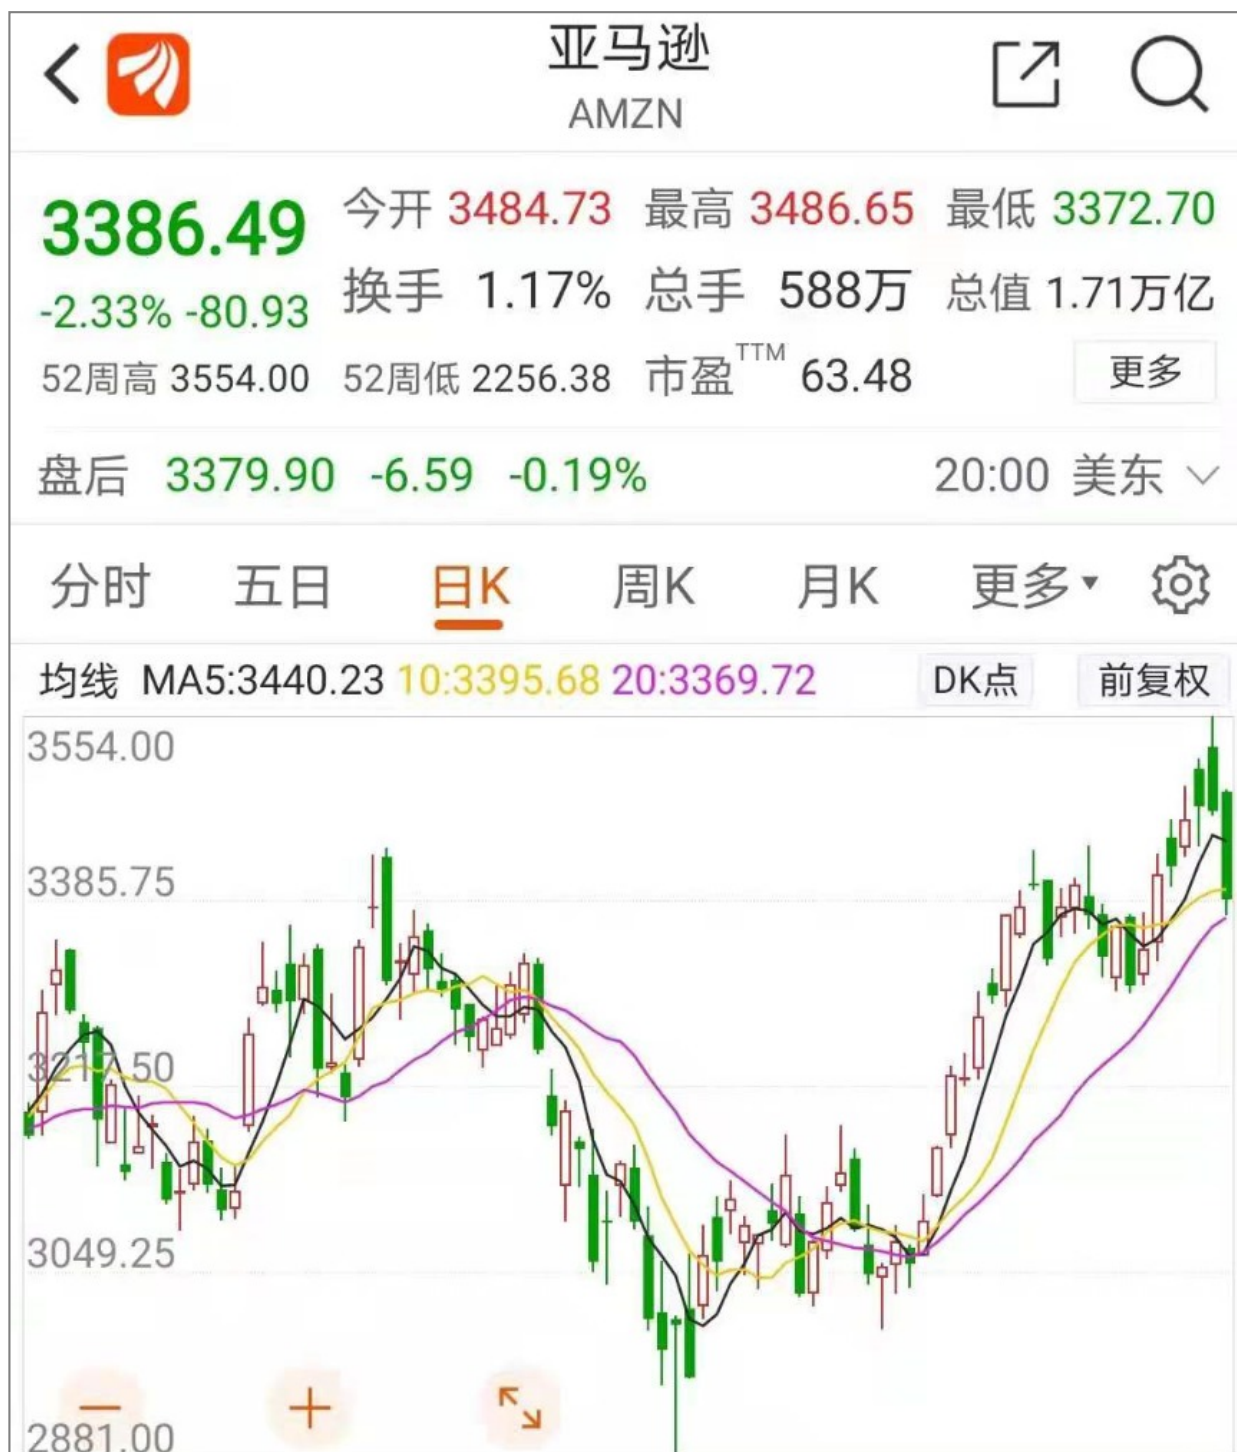 亚马逊
AMZN
3386.49 今开 3484.73 最高 3486.65 最低 3372.70
-2.33% -80.93 换手 1.17% 总手 588万 总值 1.71万亿
52周高 3554.00 52周低 2256.38 市盈TTM 63.48 更多
盘后 3379.90 -6.59 -0.19% 20:00 美东
分时 五日 日K 周K 月K 更多
均线 MA5:3440.23 10:3395.68 20:3369.72 DK点 前复权
3554.00
3385.75
3217.50
3049.25
2881.00